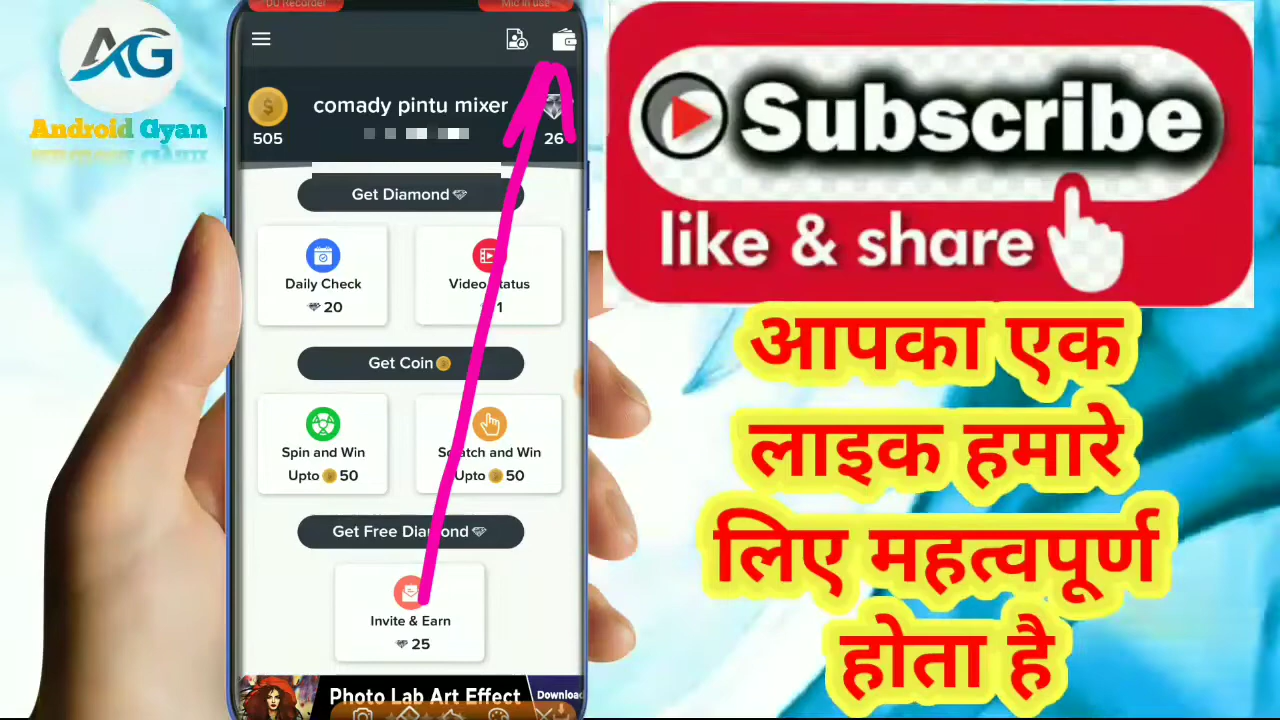 DU Recorder
Mic in use
AG
Android Gyan
comady pintu mixer
505
26
Get Diamond
Daily Check
20
Video Status
1
Get Coin
Spin and Win
Upto 50
Scratch and Win
Upto 50
Get Free Diamond
Invite & Earn
25
Photo Lab Art Effect
Download
Subscribe
like & share
आपका एक
लाइक हमारे
लिए महत्वपूर्ण
होता है